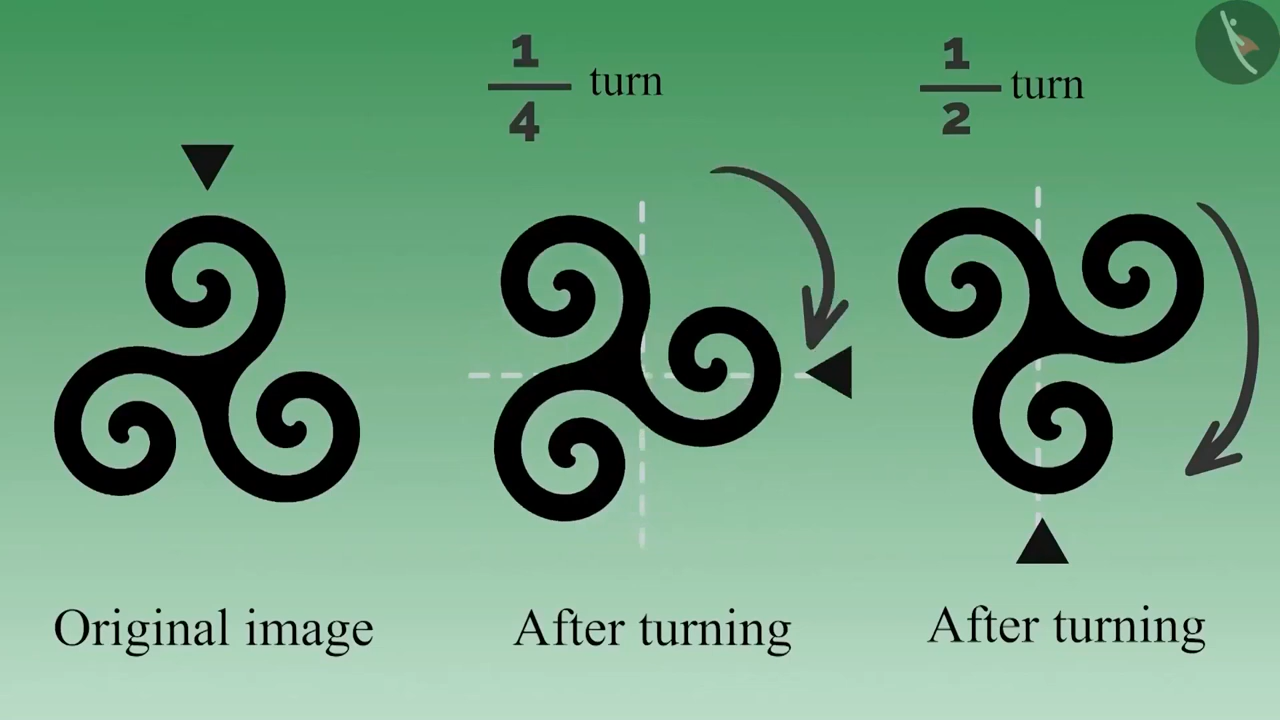 1/4 turn
1/2 turn
Original image
After turning
After turning